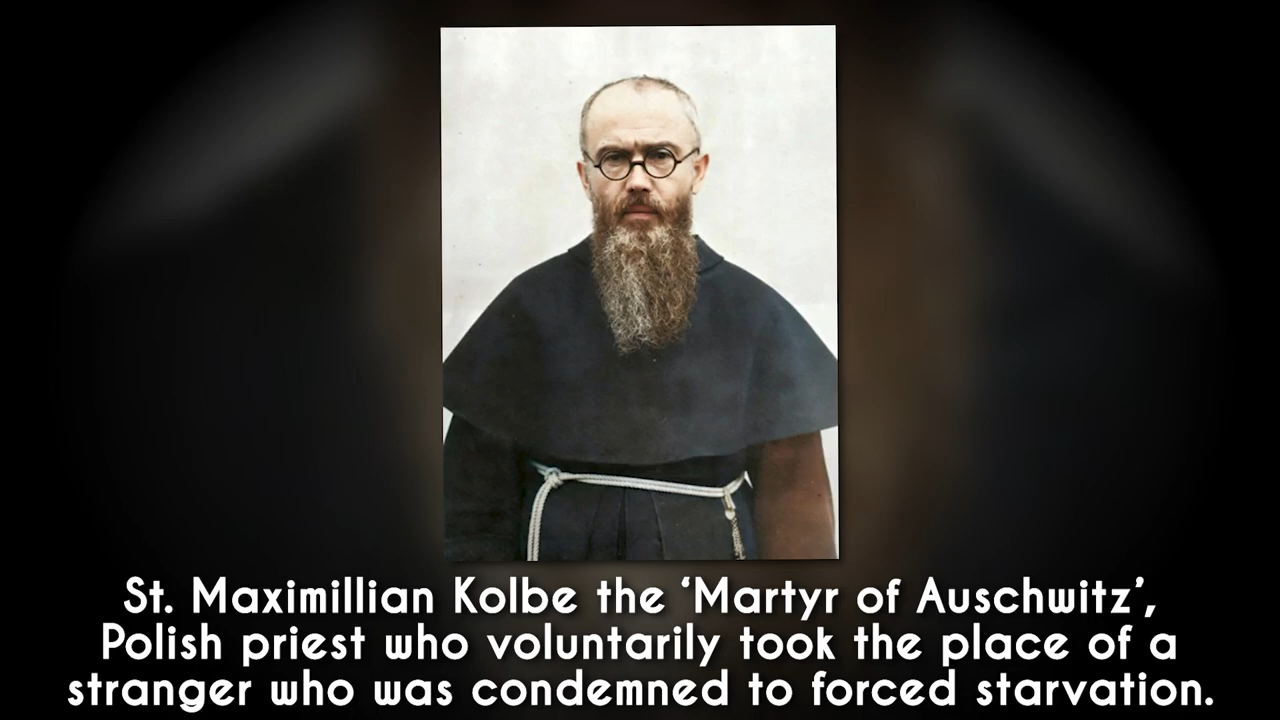 St. Maximillian Kolbe the ‘Martyr of Auschwitz’,
Polish priest who voluntarily took the place of a
stranger who was condemned to forced starvation.